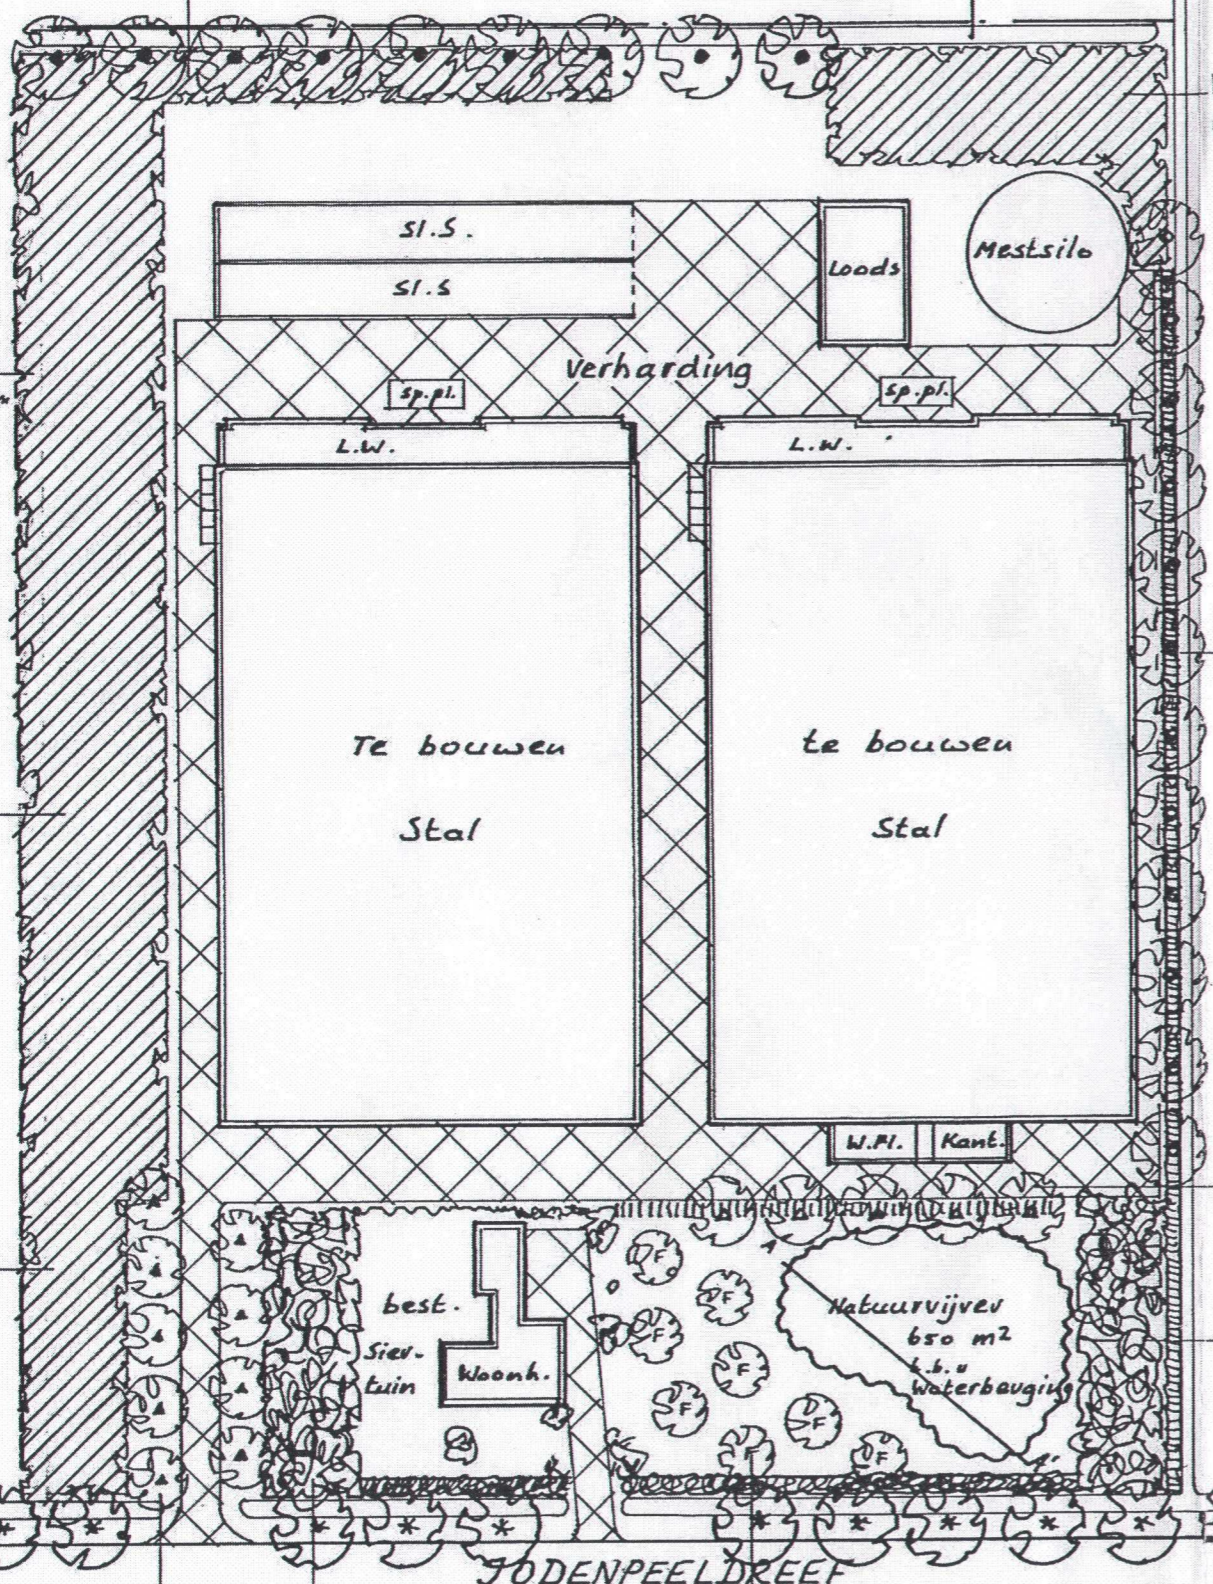 Sl.S.
Sl.S
Loods
Mestsilo
Verharding
Sp.pl.
Sp.pl.
L.W.
L.W.
Te bouwen
Stal
te bouwen
Stal
W.Pl.
Kant.
best.
Sier-
tuin
Woonh.
F
F
F
F
F
F
F
F
A
Natuurvijver
650 m²
t.b.v
Waterberging
A'
JODENPEELDREEF